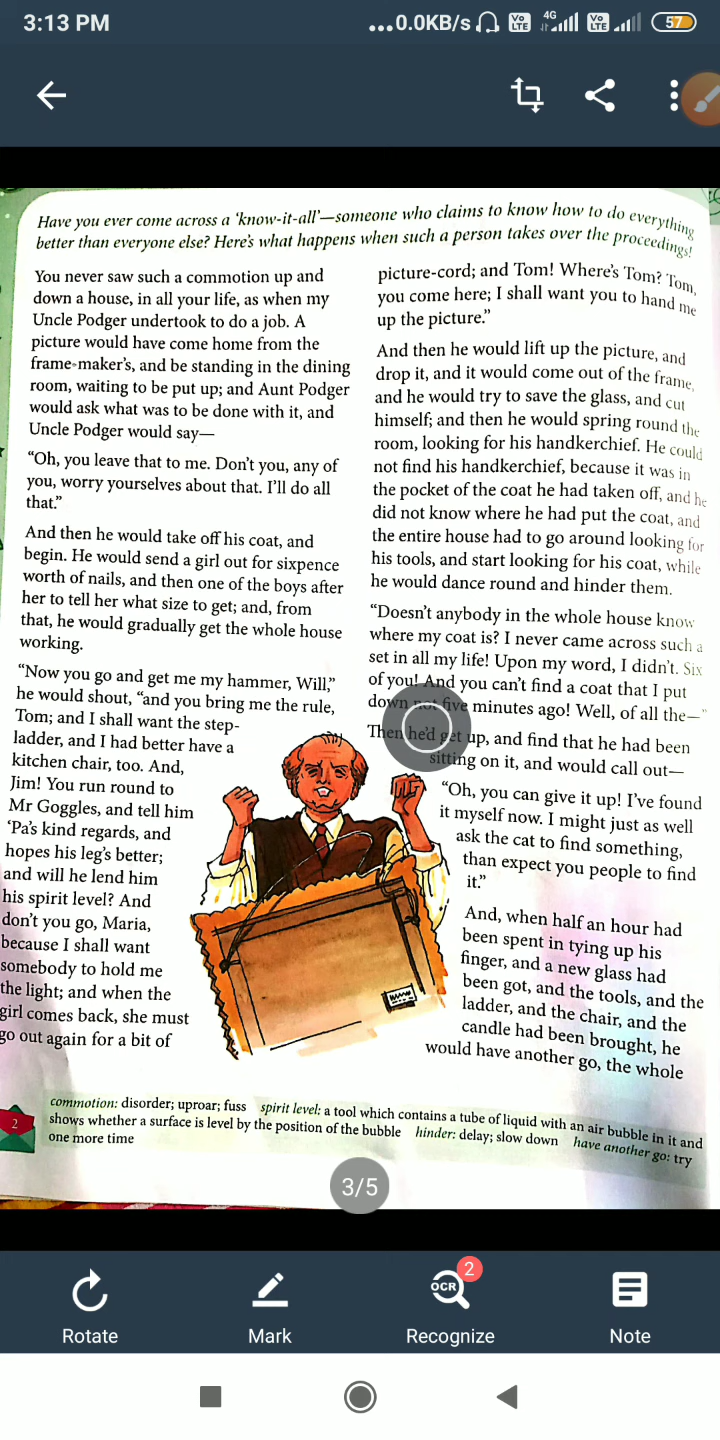 3:13 PM
...0.0KB/s
Vo
LTE
4G
Vo
LTE
57
Have you ever come across a 'know-it-all'—someone who claims to know how to do everything
better than everyone else? Here's what happens when such a person takes over the proceedings!
You never saw such a commotion up and
down a house, in all your life, as when my
Uncle Podger undertook to do a job. A
picture would have come home from the
frame-maker's, and be standing in the dining
room, waiting to be put up; and Aunt Podger
would ask what was to be done with it, and
Uncle Podger would say—
"Oh, you leave that to me. Don't you, any of
you, worry yourselves about that. I'll do all
that."
And then he would take off his coat, and
begin. He would send a girl out for sixpence
worth of nails, and then one of the boys after
her to tell her what size to get; and, from
that, he would gradually get the whole house
working.
"Now you go and get me my hammer, Will,"
he would shout, "and you bring me the rule,
Tom; and I shall want the step-
ladder, and I had better have a
kitchen chair, too. And,
Jim! You run round to
Mr Goggles, and tell him
'Pa's kind regards, and
hopes his leg's better;
and will he lend him
his spirit level? And
don't you go, Maria,
because I shall want
somebody to hold me
the light; and when the
girl comes back, she must
go out again for a bit of
picture-cord; and Tom! Where's Tom? Tom,
you come here; I shall want you to hand me
up the picture."
And then he would lift up the picture, and
drop it, and it would come out of the frame,
and he would try to save the glass, and cut
himself; and then he would spring round the
room, looking for his handkerchief. He could
not find his handkerchief, because it was in
the pocket of the coat he had taken off, and he
did not know where he had put the coat, and
the entire house had to go around looking for
his tools, and start looking for his coat, while
he would dance round and hinder them.
"Doesn't anybody in the whole house know
where my coat is? I never came across such a
set in all my life! Upon my word, I didn't. Six
of you! And you can't find a coat that I put
down not five minutes ago! Well, of all the—"
Then he'd get up, and find that he had been
sitting on it, and would call out—
"Oh, you can give it up! I've found
it myself now. I might just as well
ask the cat to find something,
than expect you people to find
it."
And, when half an hour had
been spent in tying up his
finger, and a new glass had
been got, and the tools, and the
ladder, and the chair, and the
candle had been brought, he
would have another go, the whole
commotion: disorder; uproar; fuss spirit level: a tool which contains a tube of liquid with an air bubble in it and
shows whether a surface is level by the position of the bubble hinder: delay; slow down have another go: try
one more time
2
3/5
OCR
2
Rotate
Mark
Recognize
Note